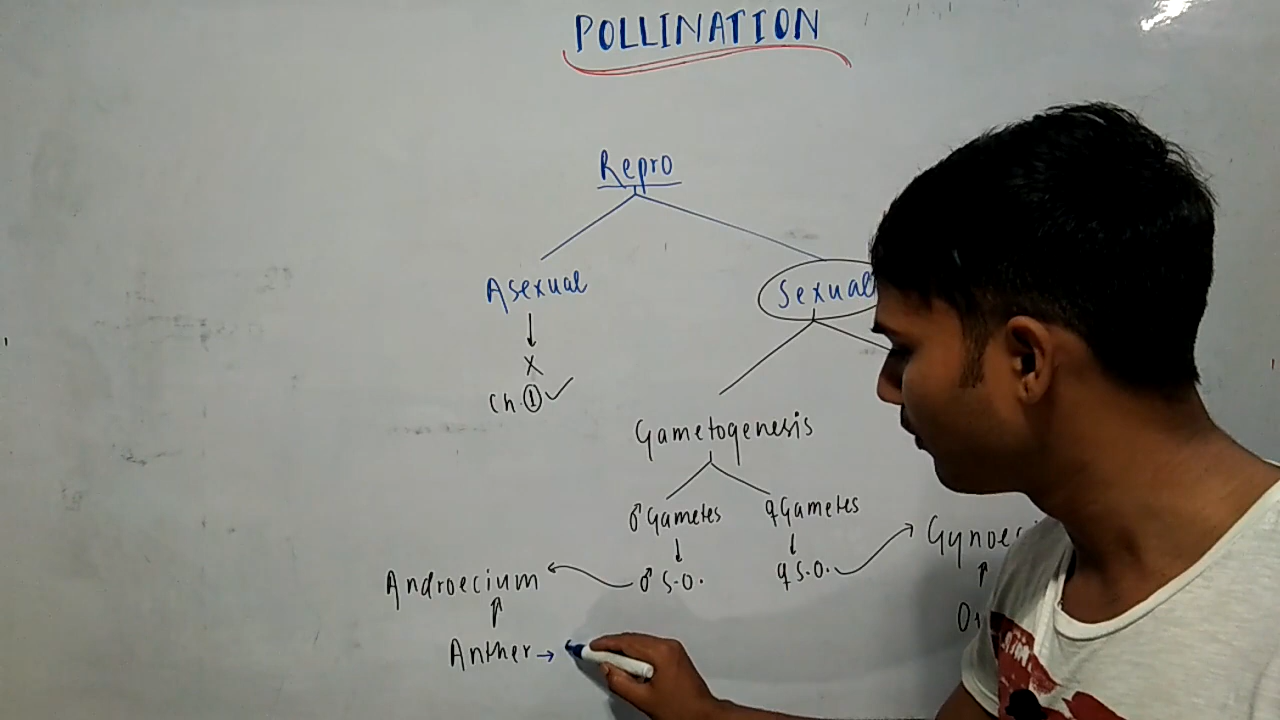 POLLINATION
Repro
Asexual
Sexual
X
Ch.①✓
Gametogenesis
♂Gametes ♀Gametes
♂ S.O. ♀ S.O.
Androecium
Anther →